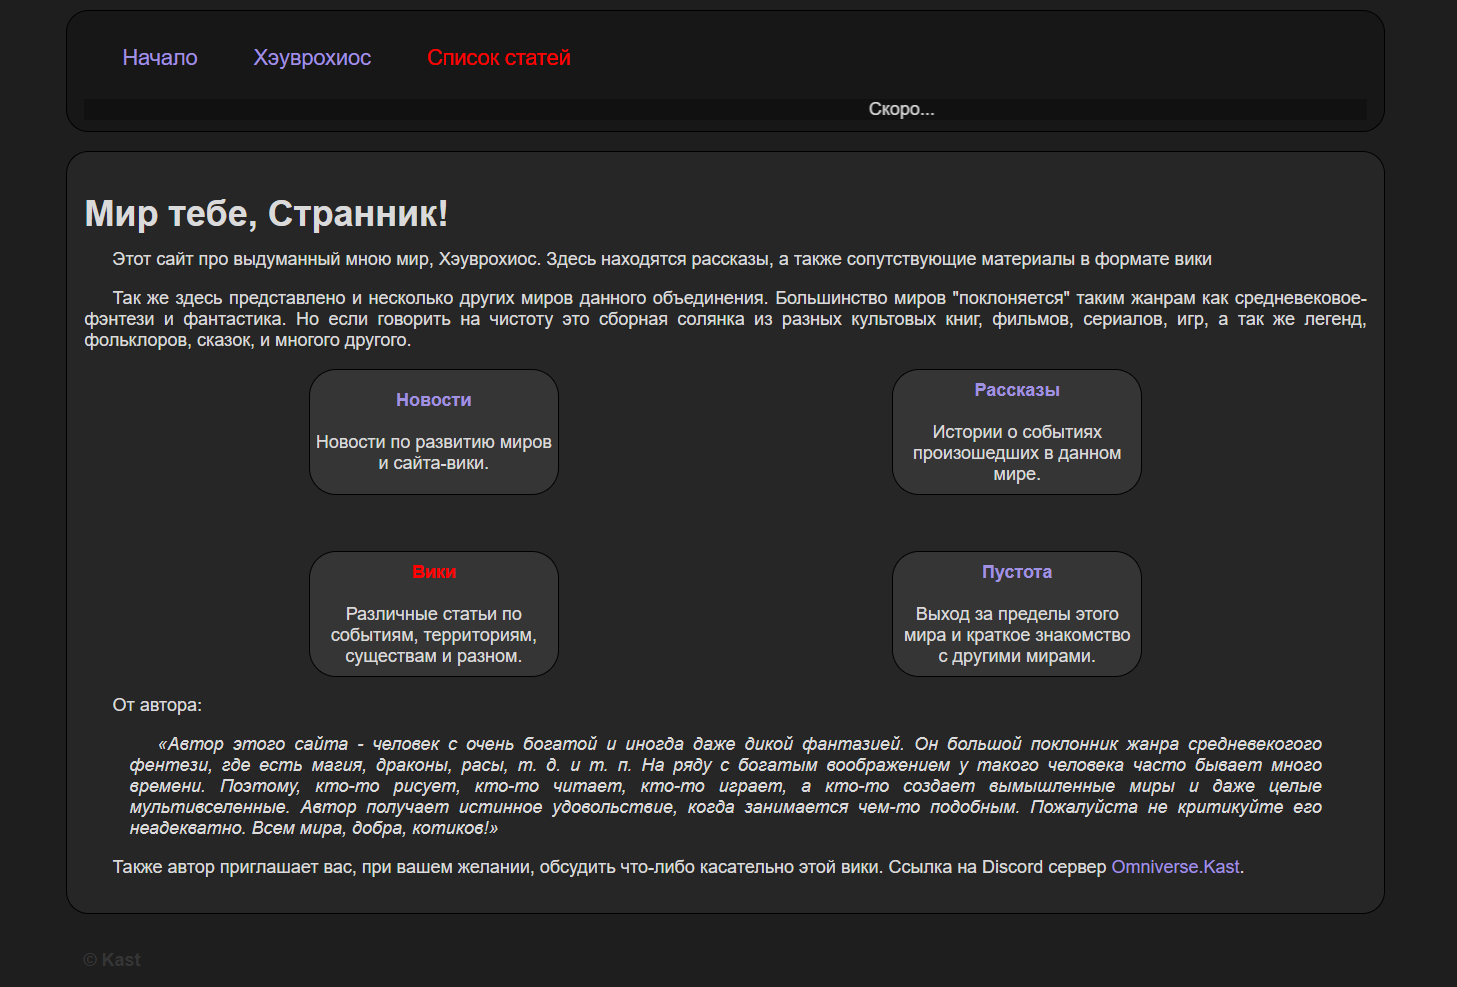 Начало Хэуврохиос Список статей
Скоро...
Мир тебе, Странник!
Этот сайт про выдуманный мною мир, Хэуврохиос. Здесь находятся рассказы, а также сопутствующие материалы в формате вики
Так же здесь представлено и несколько других миров данного объединения. Большинство миров "поклоняется" таким жанрам как средневековое-
фэнтези и фантастика. Но если говорить на чистоту это сборная солянка из разных культовых книг, фильмов, сериалов, игр, а так же легенд,
фольклоров, сказок, и многого другого.
Новости
Новости по развитию миров
и сайта-вики.
Рассказы
Истории о событиях
произошедших в данном
мире.
Вики
Различные статьи по
событиям, территориям,
существам и разном.
Пустота
Выход за пределы этого
мира и краткое знакомство
с другими мирами.
От автора:
«Автор этого сайта - человек с очень богатой и иногда даже дикой фантазией. Он большой поклонник жанра средневекогого
фентези, где есть магия, драконы, расы, т. д. и т. п. На ряду с богатым воображением у такого человека часто бывает много
времени. Поэтому, кто-то рисует, кто-то читает, кто-то играет, а кто-то создает вымышленные миры и даже целые
мультивселенные. Автор получает истинное удовольствие, когда занимается чем-то подобным. Пожалуйста не критикуйте его
неадекватно. Всем мира, добра, котиков!»
Также автор приглашает вас, при вашем желании, обсудить что-либо касательно этой вики. Ссылка на Discord сервер Omniverse.Kast.
© Kast